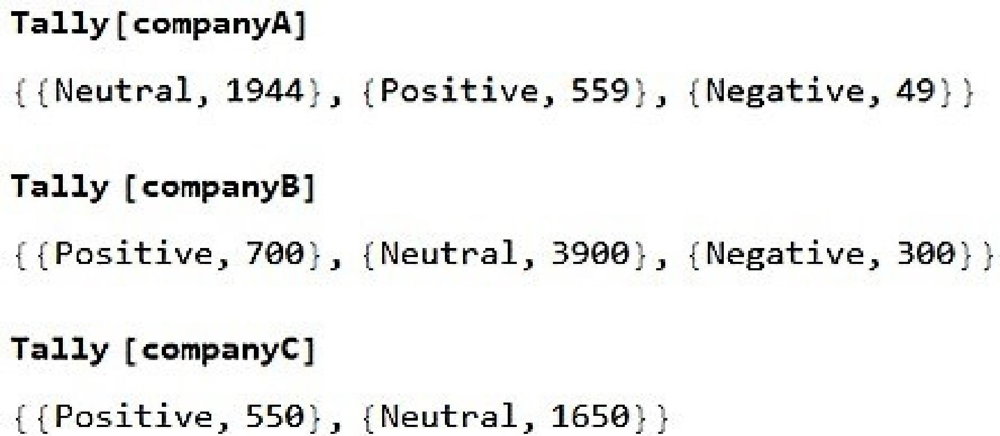 Tally[companyA]
{{Neutral, 1944}, {Positive, 559}, {Negative, 49}}
Tally [companyB]
{{Positive, 700}, {Neutral, 3900}, {Negative, 300}}
Tally [companyC]
{{Positive, 550}, {Neutral, 1650}}